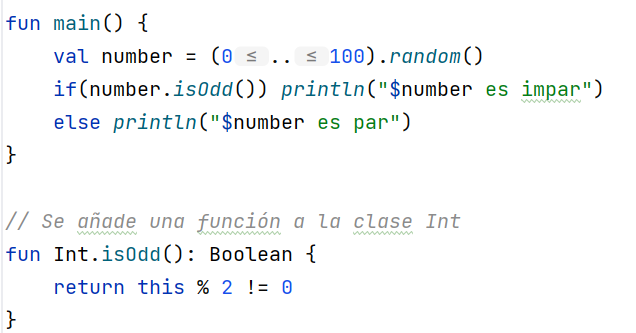 fun main() {
    val number = (0 ≤ .. ≤ 100).random()
    if(number.isOdd()) println("$number es impar")
    else println("$number es par")
}

// Se añade una función a la clase Int
fun Int.isOdd(): Boolean {
    return this % 2 != 0
}